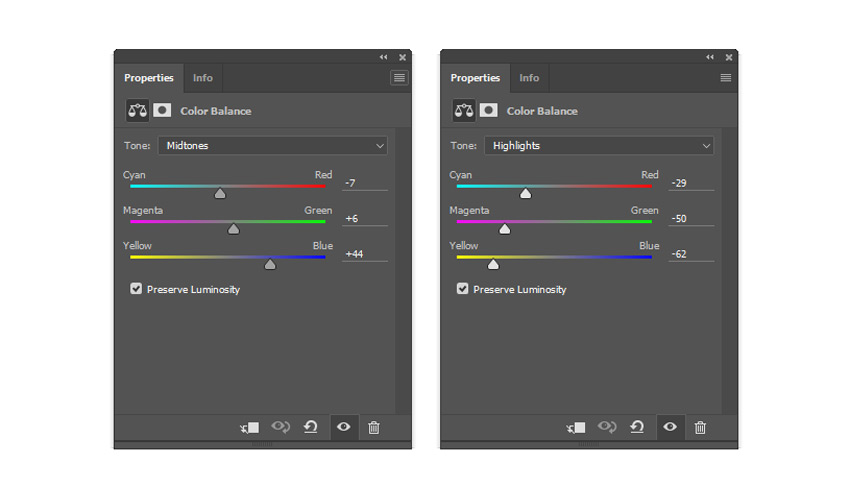 Properties Info
Color Balance
Tone: Midtones
Cyan Red -7
Magenta Green +6
Yellow Blue +44
Preserve Luminosity
Properties Info
Color Balance
Tone: Highlights
Cyan Red -29
Magenta Green -50
Yellow Blue -62
Preserve Luminosity